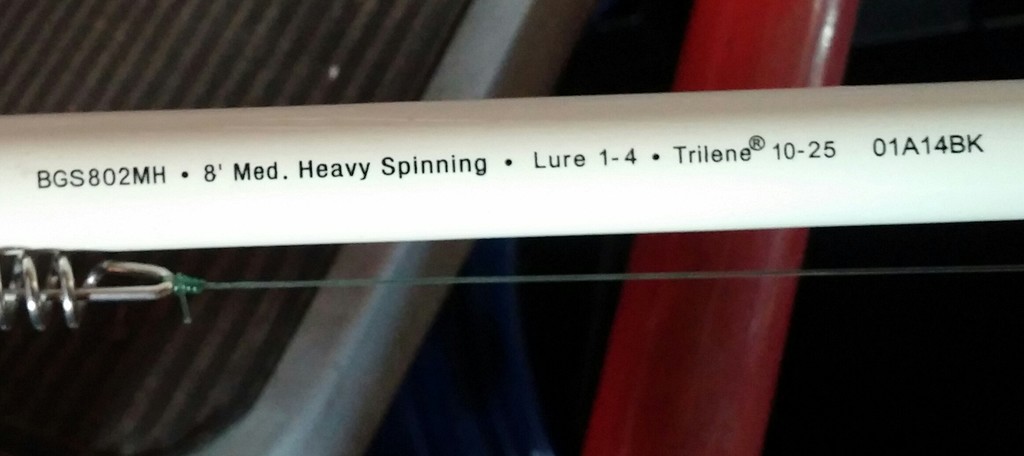 BGS802MH • 8' Med. Heavy Spinning • Lure 1-4 • Trilene® 10-25 01A14BK